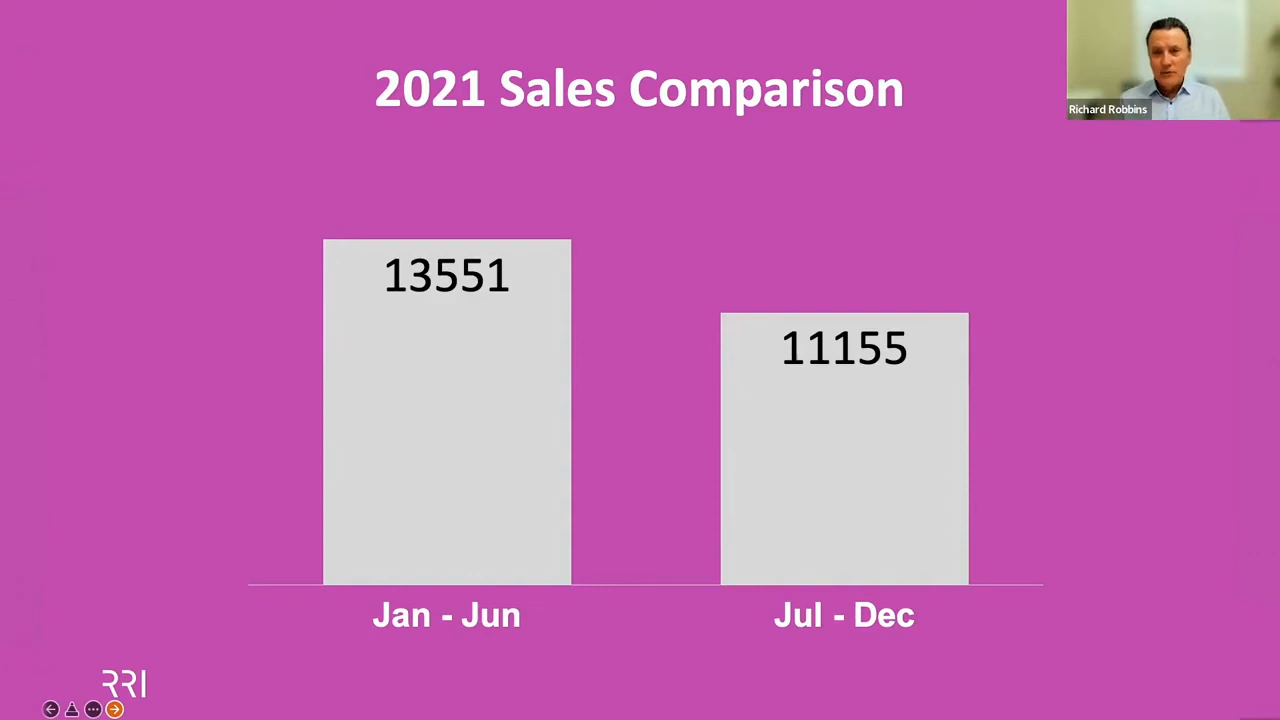 2021 Sales Comparison
Richard Robbins
13551
11155
Jan - Jun
Jul - Dec
RRI